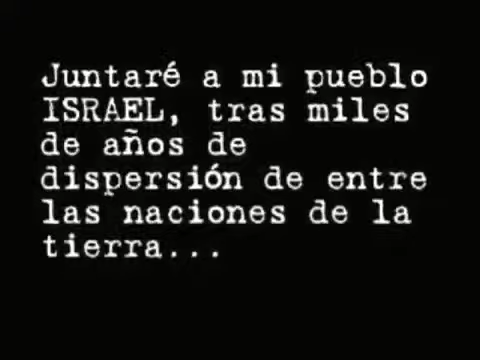 Juntaré a mi pueblo
ISRAEL, tras miles
de años de
dispersión de entre
las naciones de la
tierra...